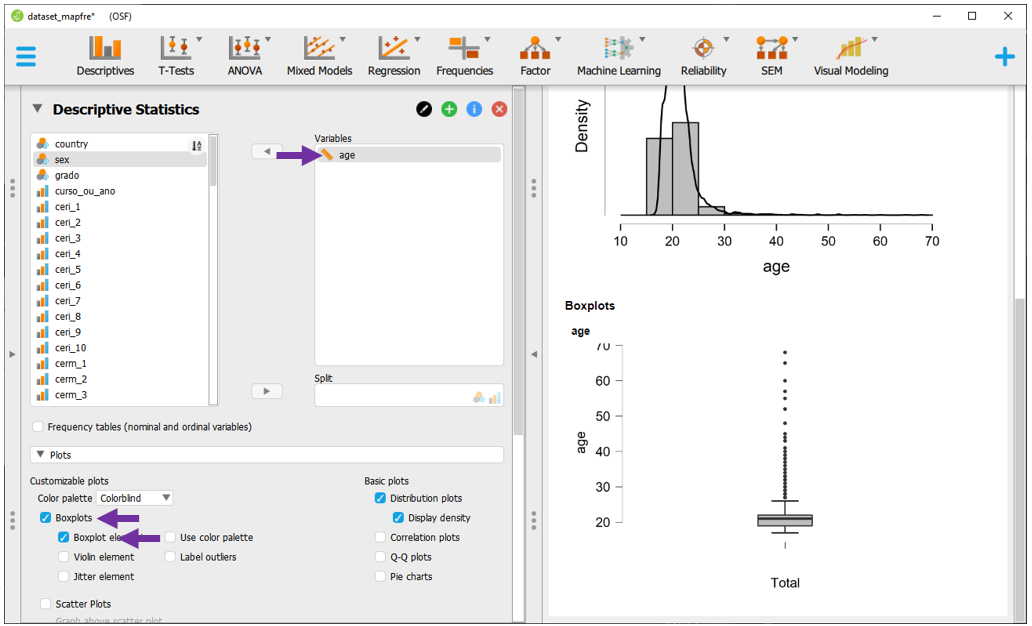 dataset_mapfre* (OSF)
Descriptives T-Tests ANOVA Mixed Models Regression Frequencies Factor Machine Learning Reliability SEM Visual Modeling
Descriptive Statistics
country
sex
grado
curso_ou_ano
ceri_1
ceri_2
ceri_3
ceri_4
ceri_5
ceri_6
ceri_7
ceri_8
ceri_9
ceri_10
cerm_1
cerm_2
cerm_3
Variables
age
Split
Frequency tables (nominal and ordinal variables)
Plots
Customizable plots
Color palette Colorblind
Boxplots
Boxplot Use color palette
Violin element Label outliers
Jitter element
Scatter Plots
Graph above scatter plot
Basic plots
Distribution plots
Display density
Correlation plots
Q-Q plots
Pie charts
Density
10 20 30 40 50 60 70
age
Boxplots
age
70
60
50
40
30
20
age
Total